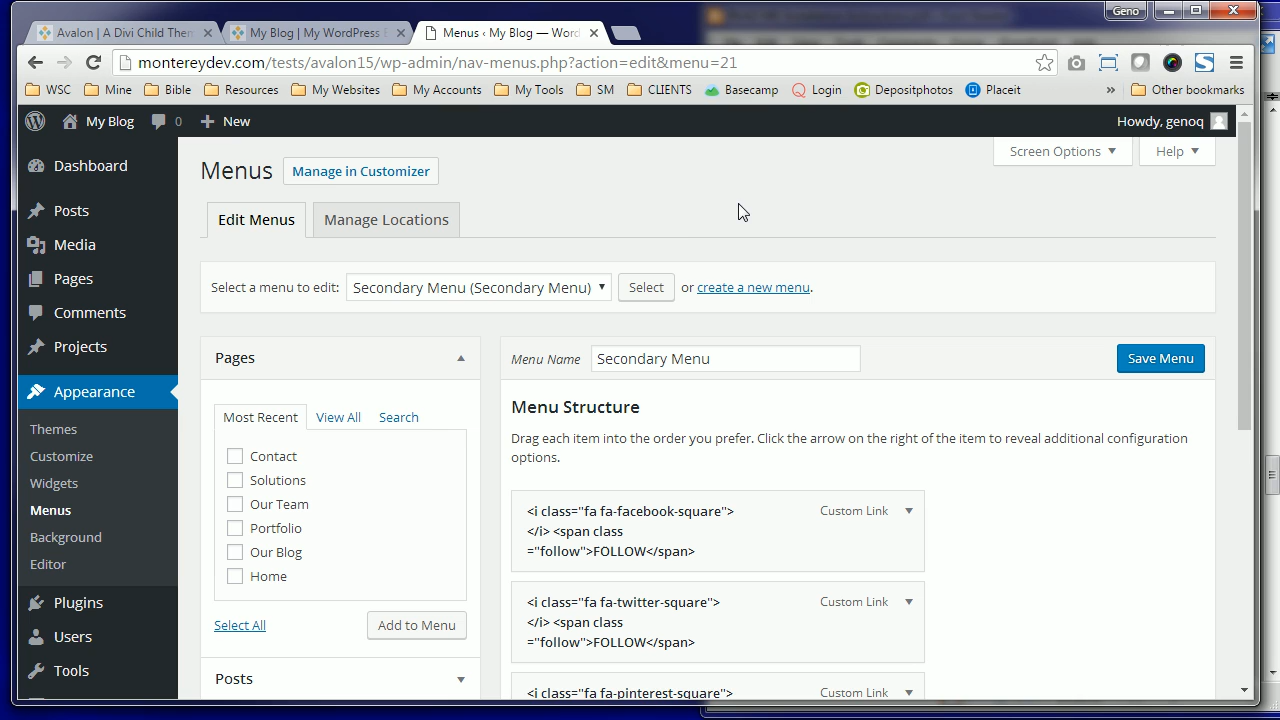 Geno
Avalon | A Divi Child Then
My Blog | My WordPress
Menus ‹ My Blog — Word
montereydev.com/tests/avalon15/wp-admin/nav-menus.php?action=edit&menu=21
WSC Mine Bible Resources My Websites My Accounts My Tools SM CLIENTS Basecamp Login Depositphotos Placeit » Other bookmarks
My Blog 0 New Howdy, genoq
Screen Options Help
Menus Manage in Customizer
Edit Menus Manage Locations
Select a menu to edit: Secondary Menu (Secondary Menu) Select or create a new menu.
Dashboard
Posts
Media
Pages
Comments
Projects
Appearance
Themes
Customize
Widgets
Menus
Background
Editor
Plugins
Users
Tools
Pages
Most Recent View All Search
Contact
Solutions
Our Team
Portfolio
Our Blog
Home
Select All Add to Menu
Posts
Menu Name Secondary Menu Save Menu
Menu Structure
Drag each item into the order you prefer. Click the arrow on the right of the item to reveal additional configuration
options.
<i class="fa fa-facebook-square"> Custom Link
</i> <span class
="follow">FOLLOW</span>
<i class="fa fa-twitter-square"> Custom Link
</i> <span class
="follow">FOLLOW</span>
<i class="fa fa-pinterest-square"> Custom Link